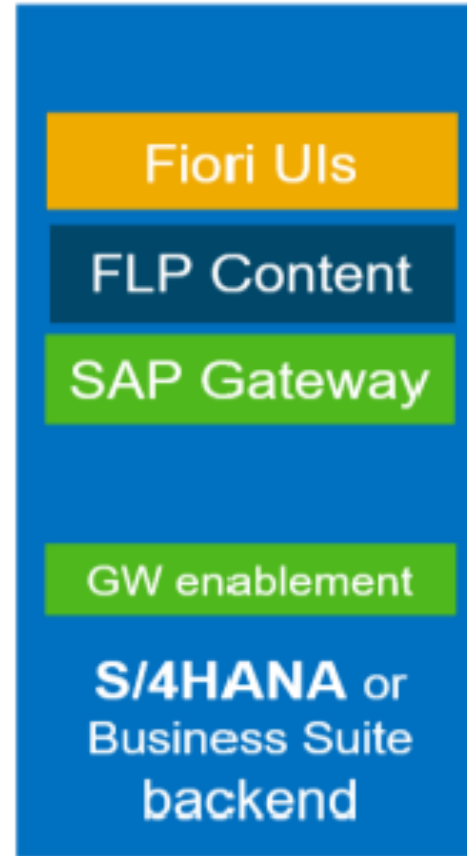 Fiori UIs
FLP Content
SAP Gateway
GW enablement
S/4HANA or
Business Suite
backend